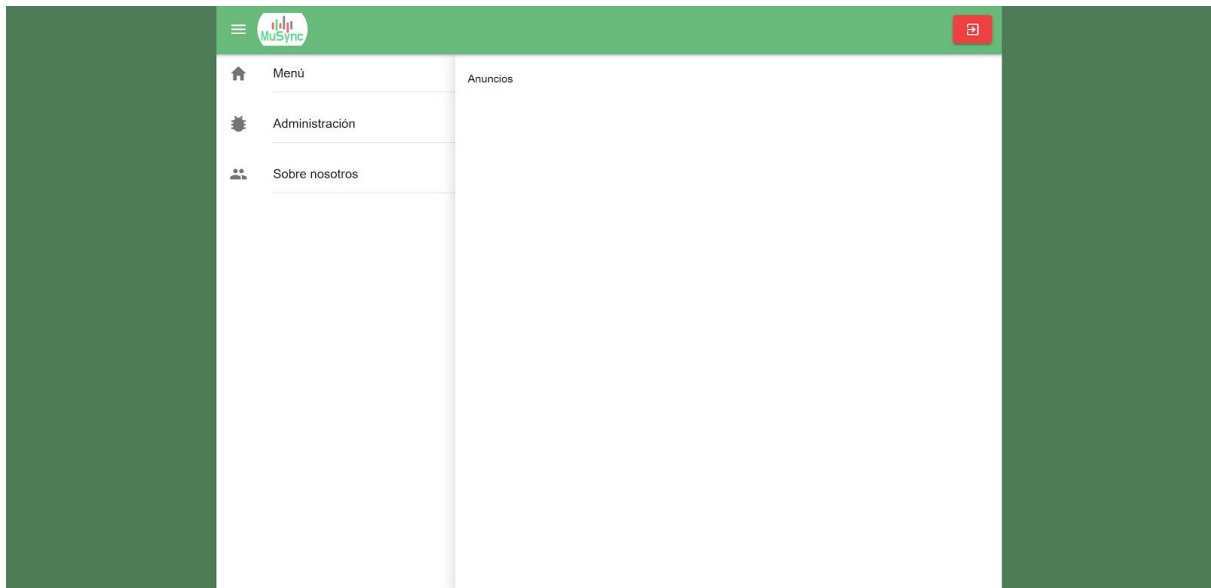 MuSync
Menú
Anuncios
Administración
Sobre nosotros